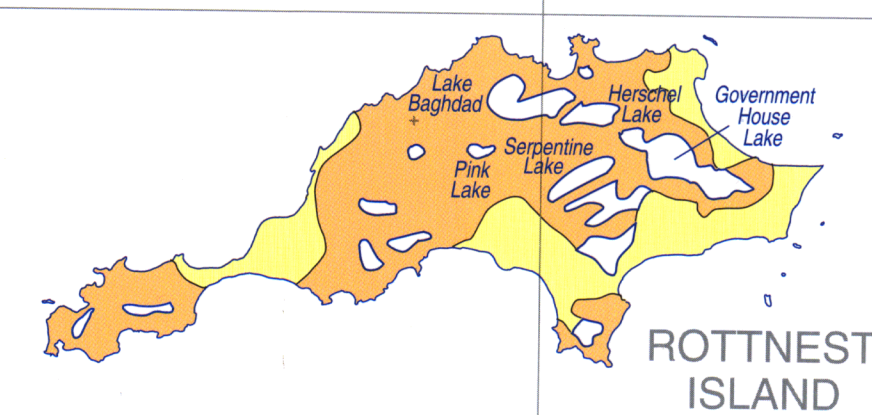 Lake
Baghdad
Herschel
Lake
Government
House
Lake
Serpentine
Lake
Pink
Lake
ROTTNEST
ISLAND